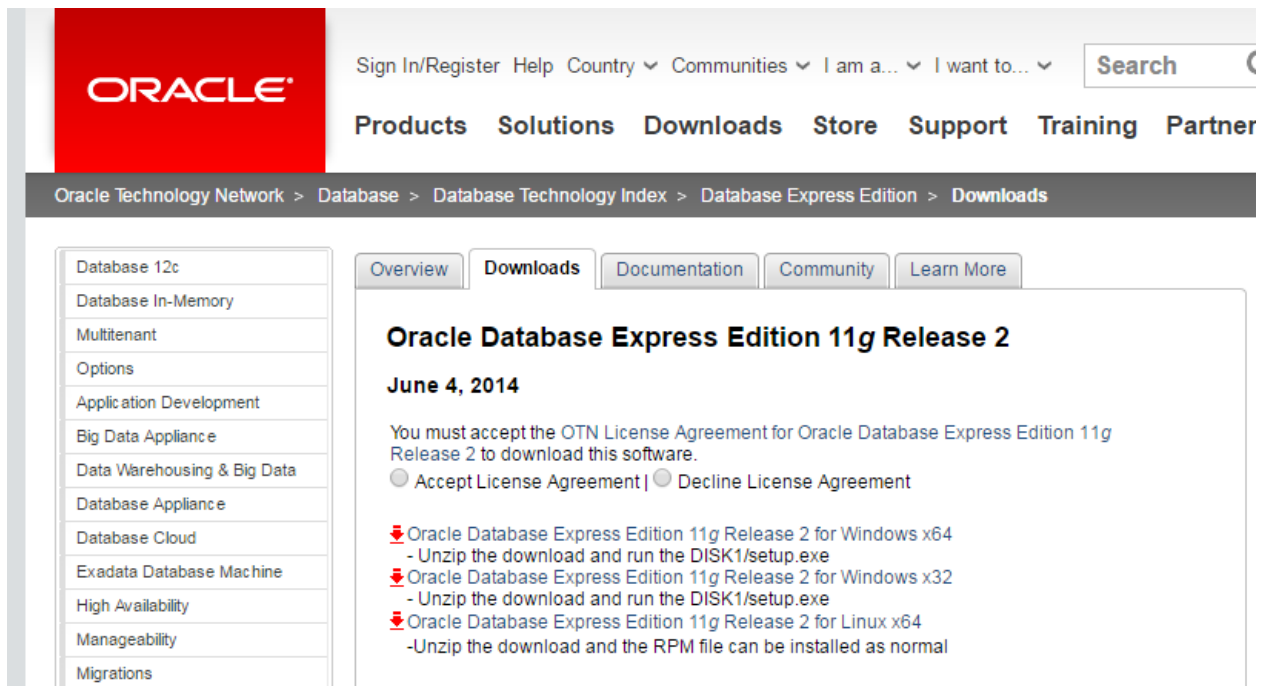 ORACLE®
Sign In/Register Help Country Communities I am a... I want to... Search
Products Solutions Downloads Store Support Training Partner
Oracle Technology Network > Database > Database Technology Index > Database Express Edition > Downloads
Database 12c
Database In-Memory
Multitenant
Options
Application Development
Big Data Appliance
Data Warehousing & Big Data
Database Appliance
Database Cloud
Exadata Database Machine
High Availability
Manageability
Migrations
Overview Downloads Documentation Community Learn More
Oracle Database Express Edition 11g Release 2
June 4, 2014
You must accept the OTN License Agreement for Oracle Database Express Edition 11g
Release 2 to download this software.
Accept License Agreement | Decline License Agreement
Oracle Database Express Edition 11g Release 2 for Windows x64
- Unzip the download and run the DISK1/setup.exe
Oracle Database Express Edition 11g Release 2 for Windows x32
- Unzip the download and run the DISK1/setup.exe
Oracle Database Express Edition 11g Release 2 for Linux x64
-Unzip the download and the RPM file can be installed as normal